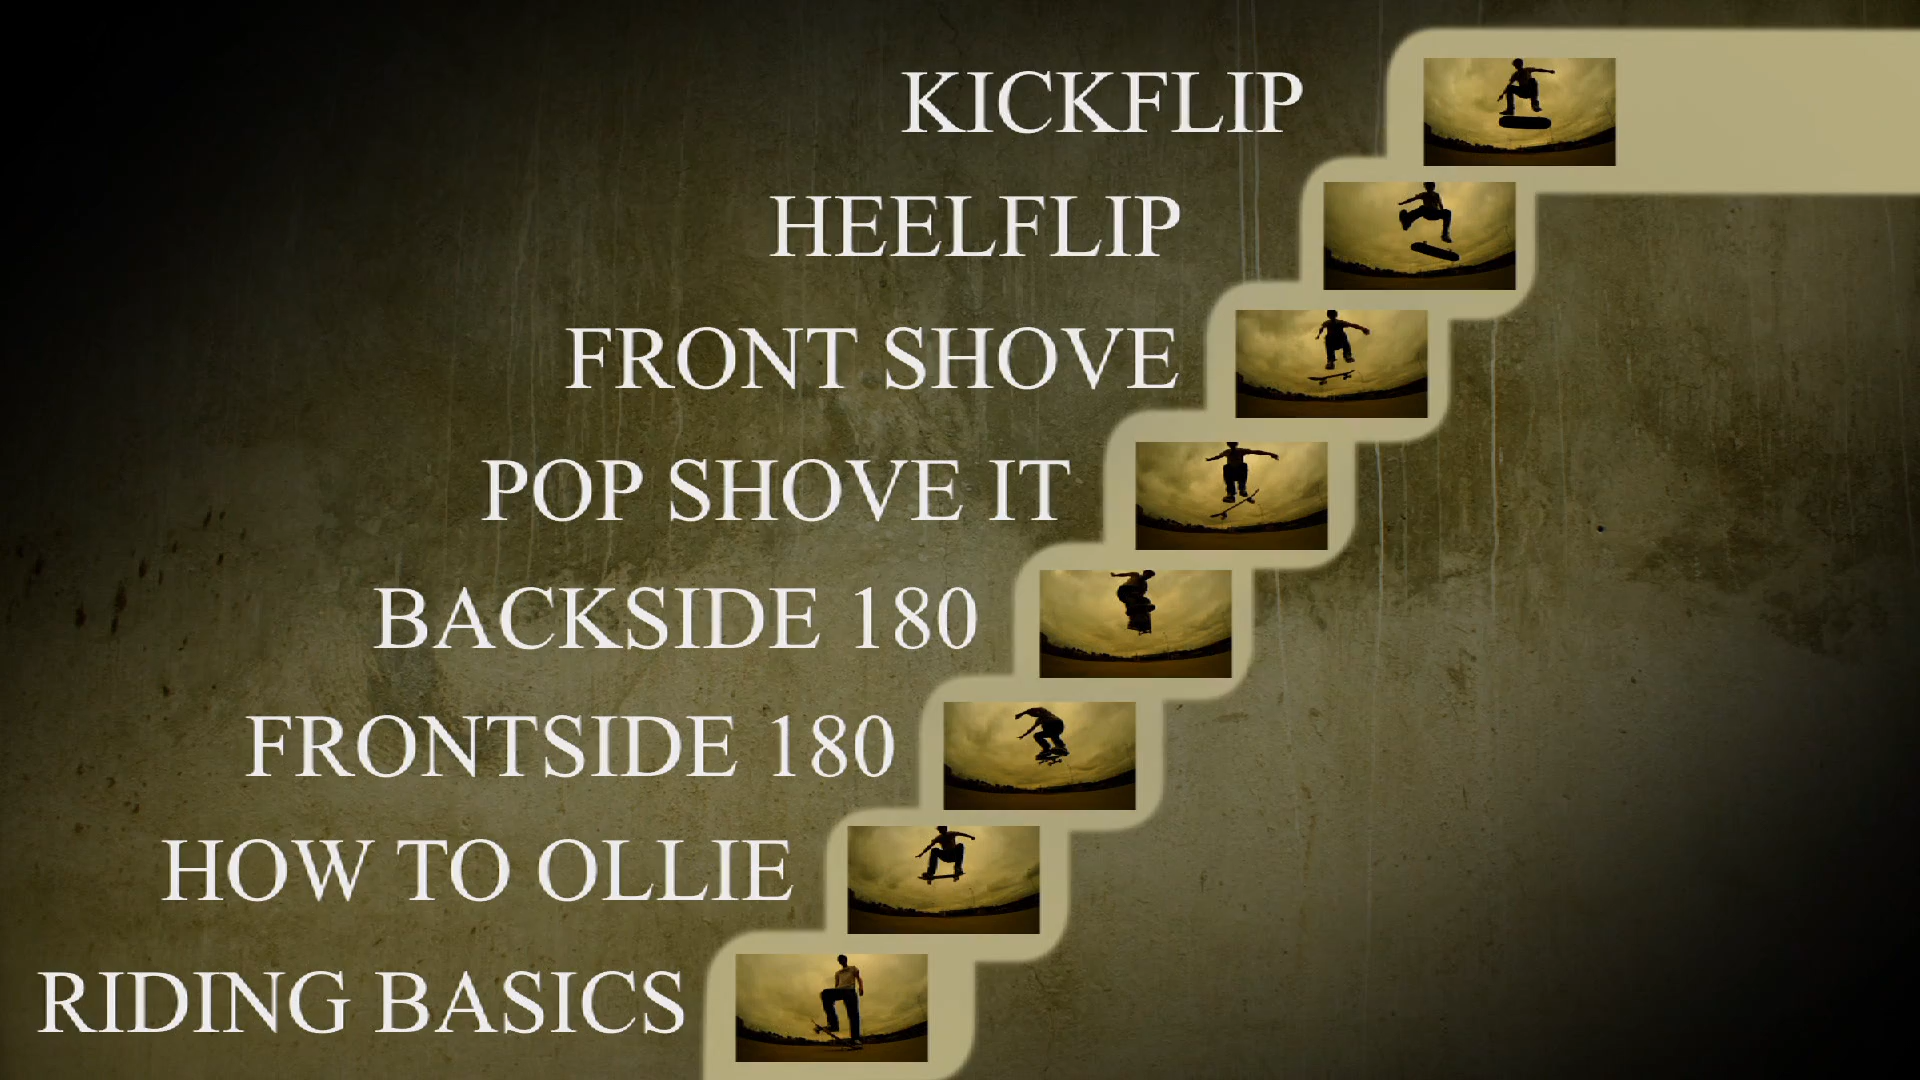 KICKFLIP
HEELFLIP
FRONT SHOVE
POP SHOVE IT
BACKSIDE 180
FRONTSIDE 180
HOW TO OLLIE
RIDING BASICS